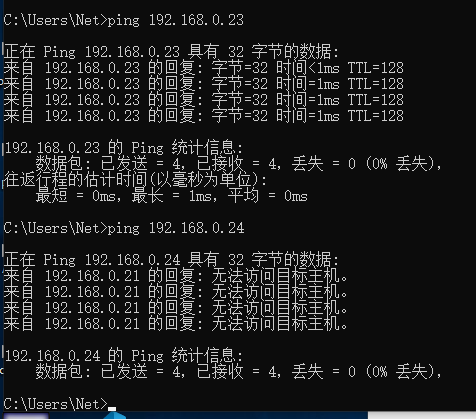 C:\Users\Net>ping 192.168.0.23
正在 Ping 192.168.0.23 具有 32 字节的数据:
来自 192.168.0.23 的回复: 字节=32 时间<1ms TTL=128
来自 192.168.0.23 的回复: 字节=32 时间=1ms TTL=128
来自 192.168.0.23 的回复: 字节=32 时间=1ms TTL=128
来自 192.168.0.23 的回复: 字节=32 时间=1ms TTL=128
192.168.0.23 的 Ping 统计信息:
数据包: 已发送 = 4，已接收 = 4，丢失 = 0 (0% 丢失)，
往返行程的估计时间(以毫秒为单位):
最短 = 0ms，最长 = 1ms，平均 = 0ms
C:\Users\Net>ping 192.168.0.24
正在 Ping 192.168.0.24 具有 32 字节的数据:
来自 192.168.0.21 的回复: 无法访问目标主机。
来自 192.168.0.21 的回复: 无法访问目标主机。
来自 192.168.0.21 的回复: 无法访问目标主机。
来自 192.168.0.21 的回复: 无法访问目标主机。
192.168.0.24 的 Ping 统计信息:
数据包: 已发送 = 4，已接收 = 4，丢失 = 0 (0% 丢失)，
C:\Users\Net>